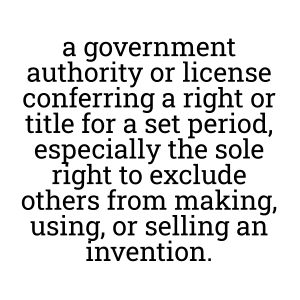 a government
authority or license
conferring a right or
title for a set period,
especially the sole
right to exclude
others from making,
using, or selling an
invention.